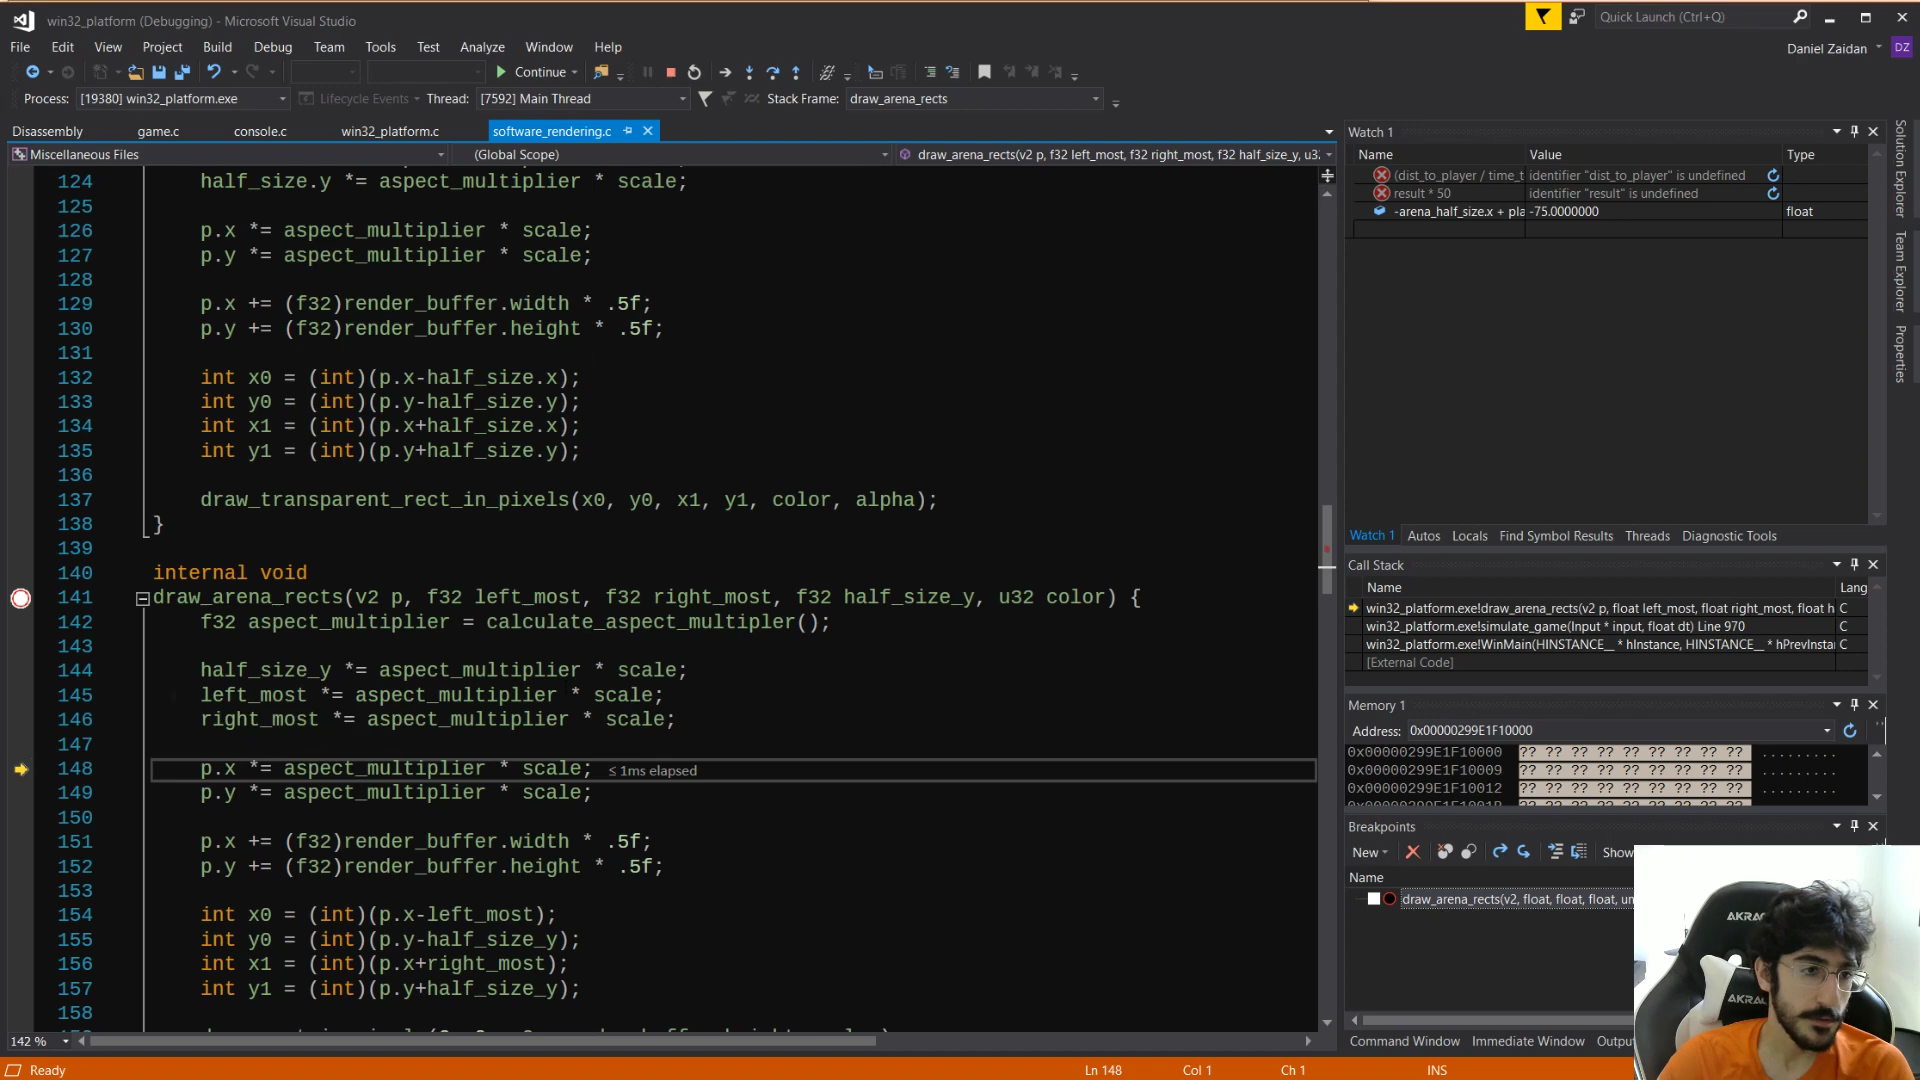 win32_platform (Debugging) - Microsoft Visual Studio
Quick Launch (Ctrl+Q)
File Edit View Project Build Debug Team Tools Test Analyze Window Help
Daniel Zaidan DZ
Continue
Process: [19380] win32_platform.exe Lifecycle Events Thread: [7592] Main Thread Stack Frame: draw_arena_rects
Disassembly game.c console.c win32_platform.c software_rendering.c
Miscellaneous Files (Global Scope) draw_arena_rects(v2 p, f32 left_most, f32 right_most, f32 half_size_y, u32
124 half_size.y *= aspect_multiplier * scale;
125
126 p.x *= aspect_multiplier * scale;
127 p.y *= aspect_multiplier * scale;
128
129 p.x += (f32)render_buffer.width * .5f;
130 p.y += (f32)render_buffer.height * .5f;
131
132 int x0 = (int)(p.x-half_size.x);
133 int y0 = (int)(p.y-half_size.y);
134 int x1 = (int)(p.x+half_size.x);
135 int y1 = (int)(p.y+half_size.y);
136
137 draw_transparent_rect_in_pixels(x0, y0, x1, y1, color, alpha);
138 }
139
140 internal void
141 draw_arena_rects(v2 p, f32 left_most, f32 right_most, f32 half_size_y, u32 color) {
142 f32 aspect_multiplier = calculate_aspect_multipler();
143
144 half_size_y *= aspect_multiplier * scale;
145 left_most *= aspect_multiplier * scale;
146 right_most *= aspect_multiplier * scale;
147
148 p.x *= aspect_multiplier * scale; ≤ 1ms elapsed
149 p.y *= aspect_multiplier * scale;
150
151 p.x += (f32)render_buffer.width * .5f;
152 p.y += (f32)render_buffer.height * .5f;
153
154 int x0 = (int)(p.x-left_most);
155 int y0 = (int)(p.y-half_size_y);
156 int x1 = (int)(p.x+right_most);
157 int y1 = (int)(p.y+half_size_y);
158
142 %
Ready Ln 148 Col 1 Ch 1 INS
Watch 1
Name Value Type
(dist_to_player / time_t identifier "dist_to_player" is undefined
result * 50 identifier "result" is undefined
-arena_half_size.x + pla -75.0000000 float
Watch 1 Autos Locals Find Symbol Results Threads Diagnostic Tools
Call Stack
Name Lang
win32_platform.exe!draw_arena_rects(v2 p, float left_most, float right_most, float h C
win32_platform.exe!simulate_game(Input * input, float dt) Line 970 C
win32_platform.exe!WinMain(HINSTANCE__ * hInstance, HINSTANCE__ * hPrevInsta C
[External Code]
Memory 1
Address: 0x00000299E1F10000
0x00000299E1F10000 ?? ?? ?? ?? ?? ?? ?? ?? ?? .........
0x00000299E1F10009 ?? ?? ?? ?? ?? ?? ?? ?? ?? .........
0x00000299E1F10012 ?? ?? ?? ?? ?? ?? ?? ?? ?? .........
Breakpoints
New Show
Name
draw_arena_rects(v2, float, float, float, un
Command Window Immediate Window Outpu
Solution Explorer
Team Explorer
Properties
AKRAC
AKRAC